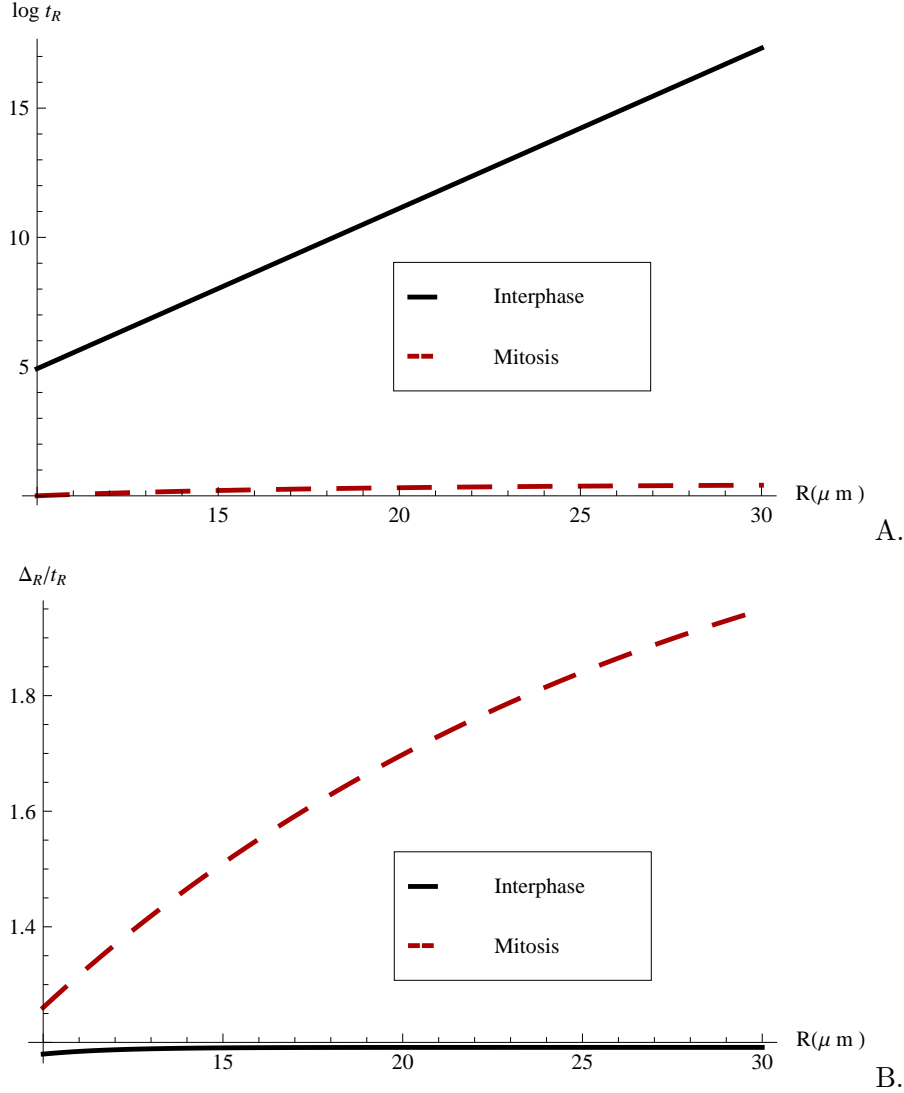 log t_R
15
10
5
Interphase
Mitosis
15 20 25 30 R(μ m )
A.
Δ_R/t_R
1.8
1.6
1.4
Interphase
Mitosis
15 20 25 30 R(μ m )
B.